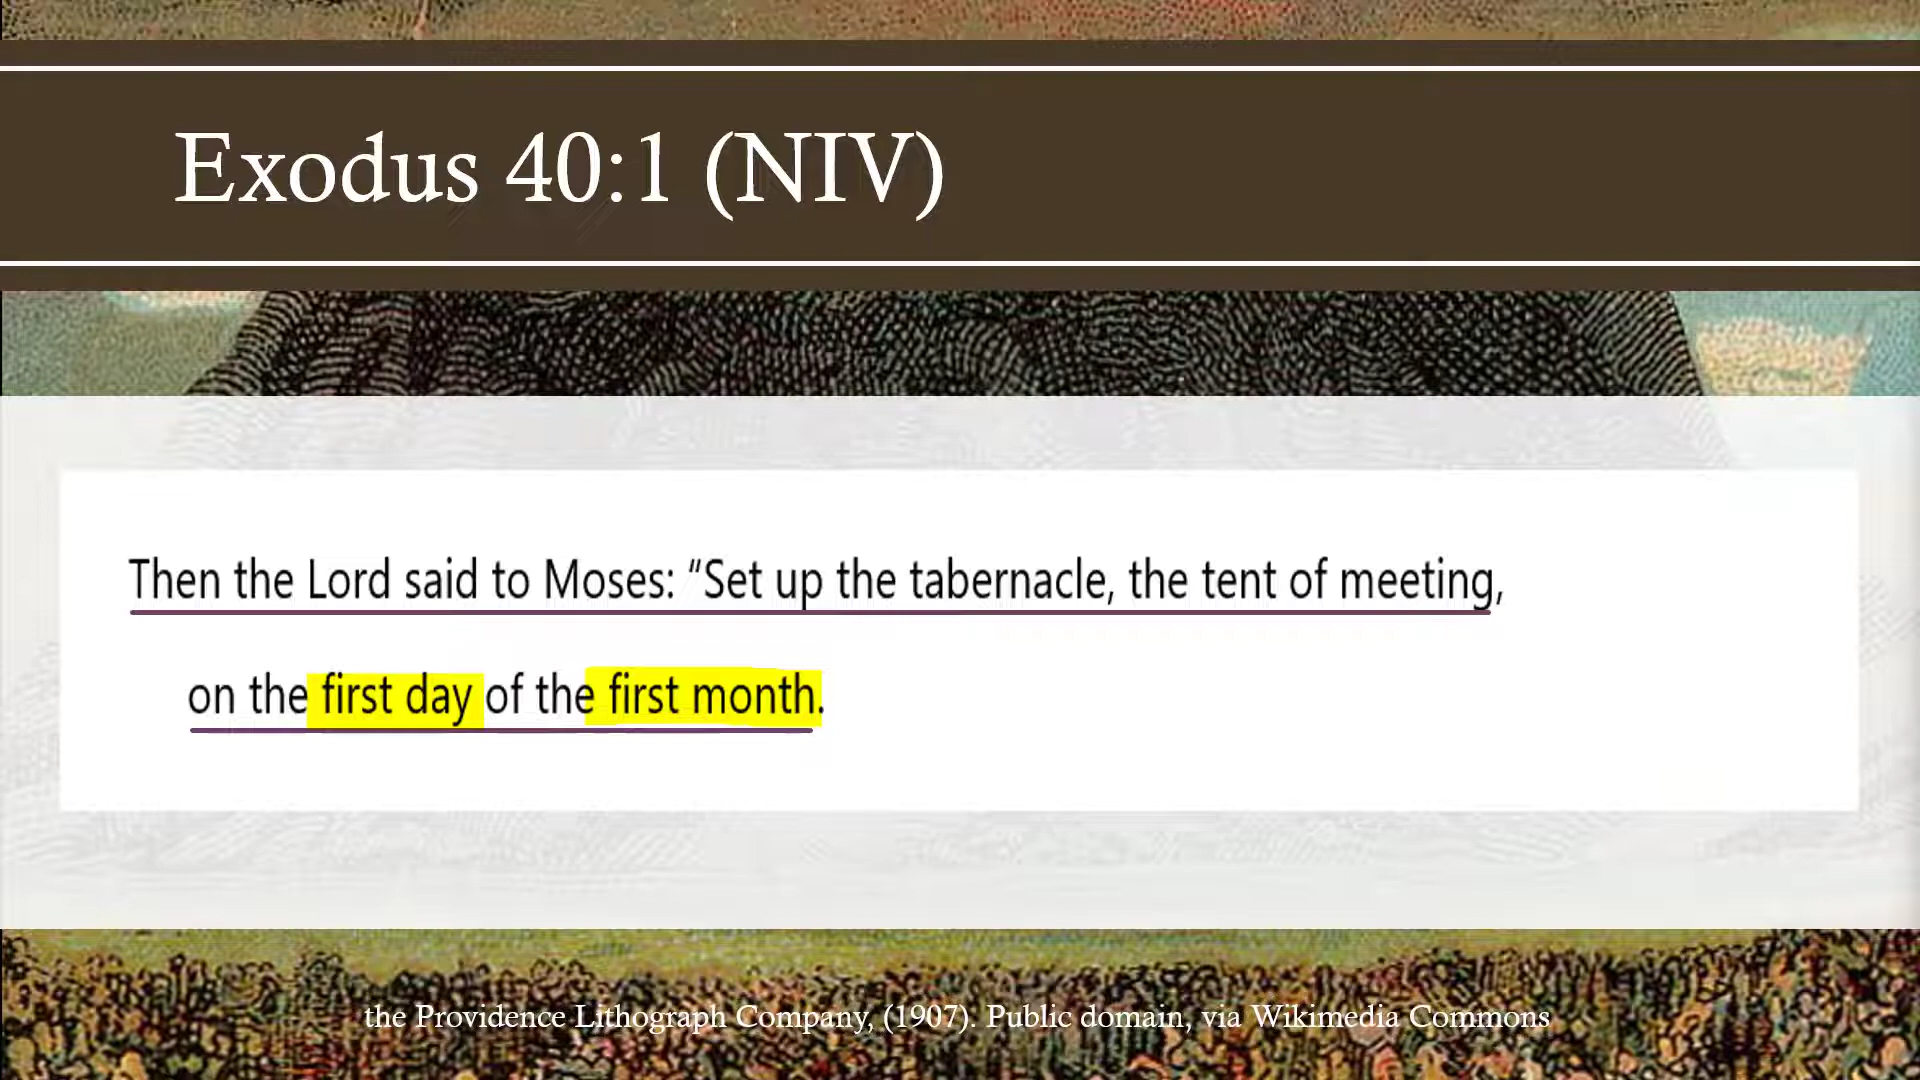 Exodus 40:1 (NIV)
Then the Lord said to Moses: “Set up the tabernacle, the tent of meeting,
on the first day of the first month.
the Providence Lithograph Company, (1907). Public domain, via Wikimedia Commons